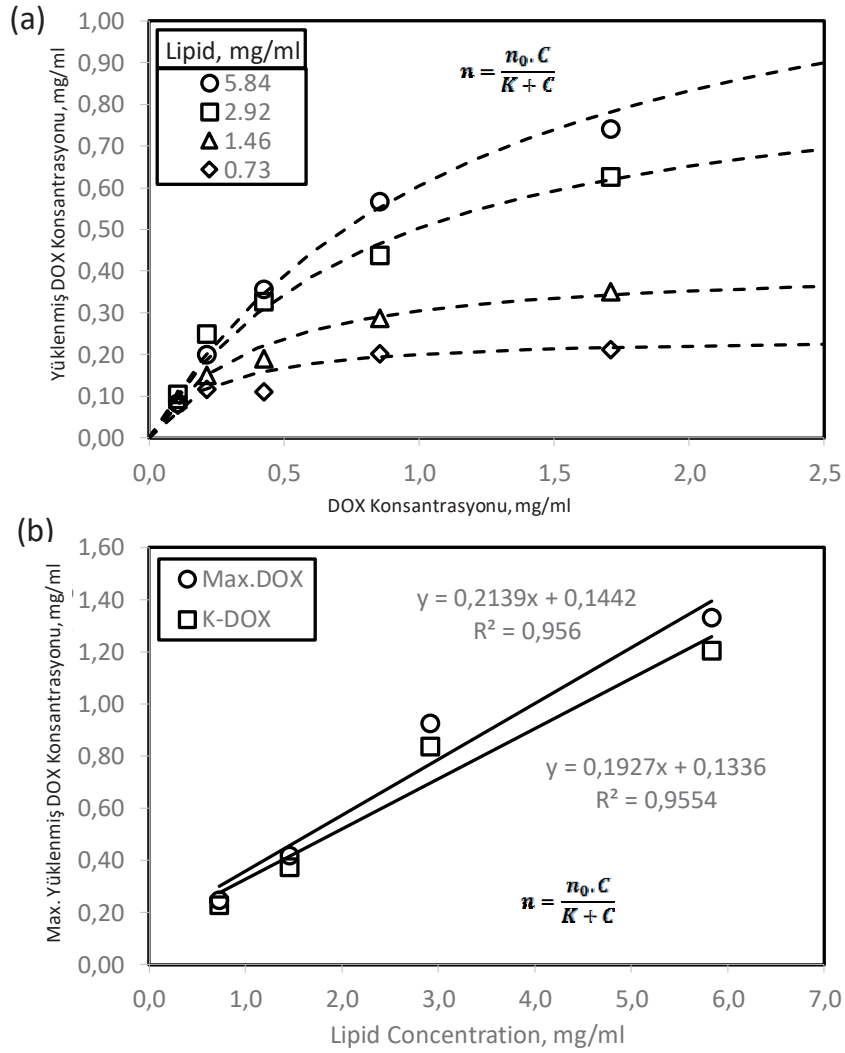 (a)
Yüklenmiş DOX Konsantrasyonu, mg/ml
1,00
0,90
0,80
0,70
0,60
0,50
0,40
0,30
0,20
0,10
0,00
Lipid, mg/ml
5.84
2.92
1.46
0.73
n = n₀. C / K + C
0,0 0,5 1,0 1,5 2,0 2,5
DOX Konsantrasyonu, mg/ml
(b)
Max. Yüklenmiş DOX Konsantrasyonu, mg/ml
1,60
1,40
1,20
1,00
0,80
0,60
0,40
0,20
0,00
Max.DOX
K-DOX
y = 0,2139x + 0,1442
R² = 0,956
y = 0,1927x + 0,1336
R² = 0,9554
n = n₀. C / K + C
0,0 1,0 2,0 3,0 4,0 5,0 6,0 7,0
Lipid Concentration, mg/ml